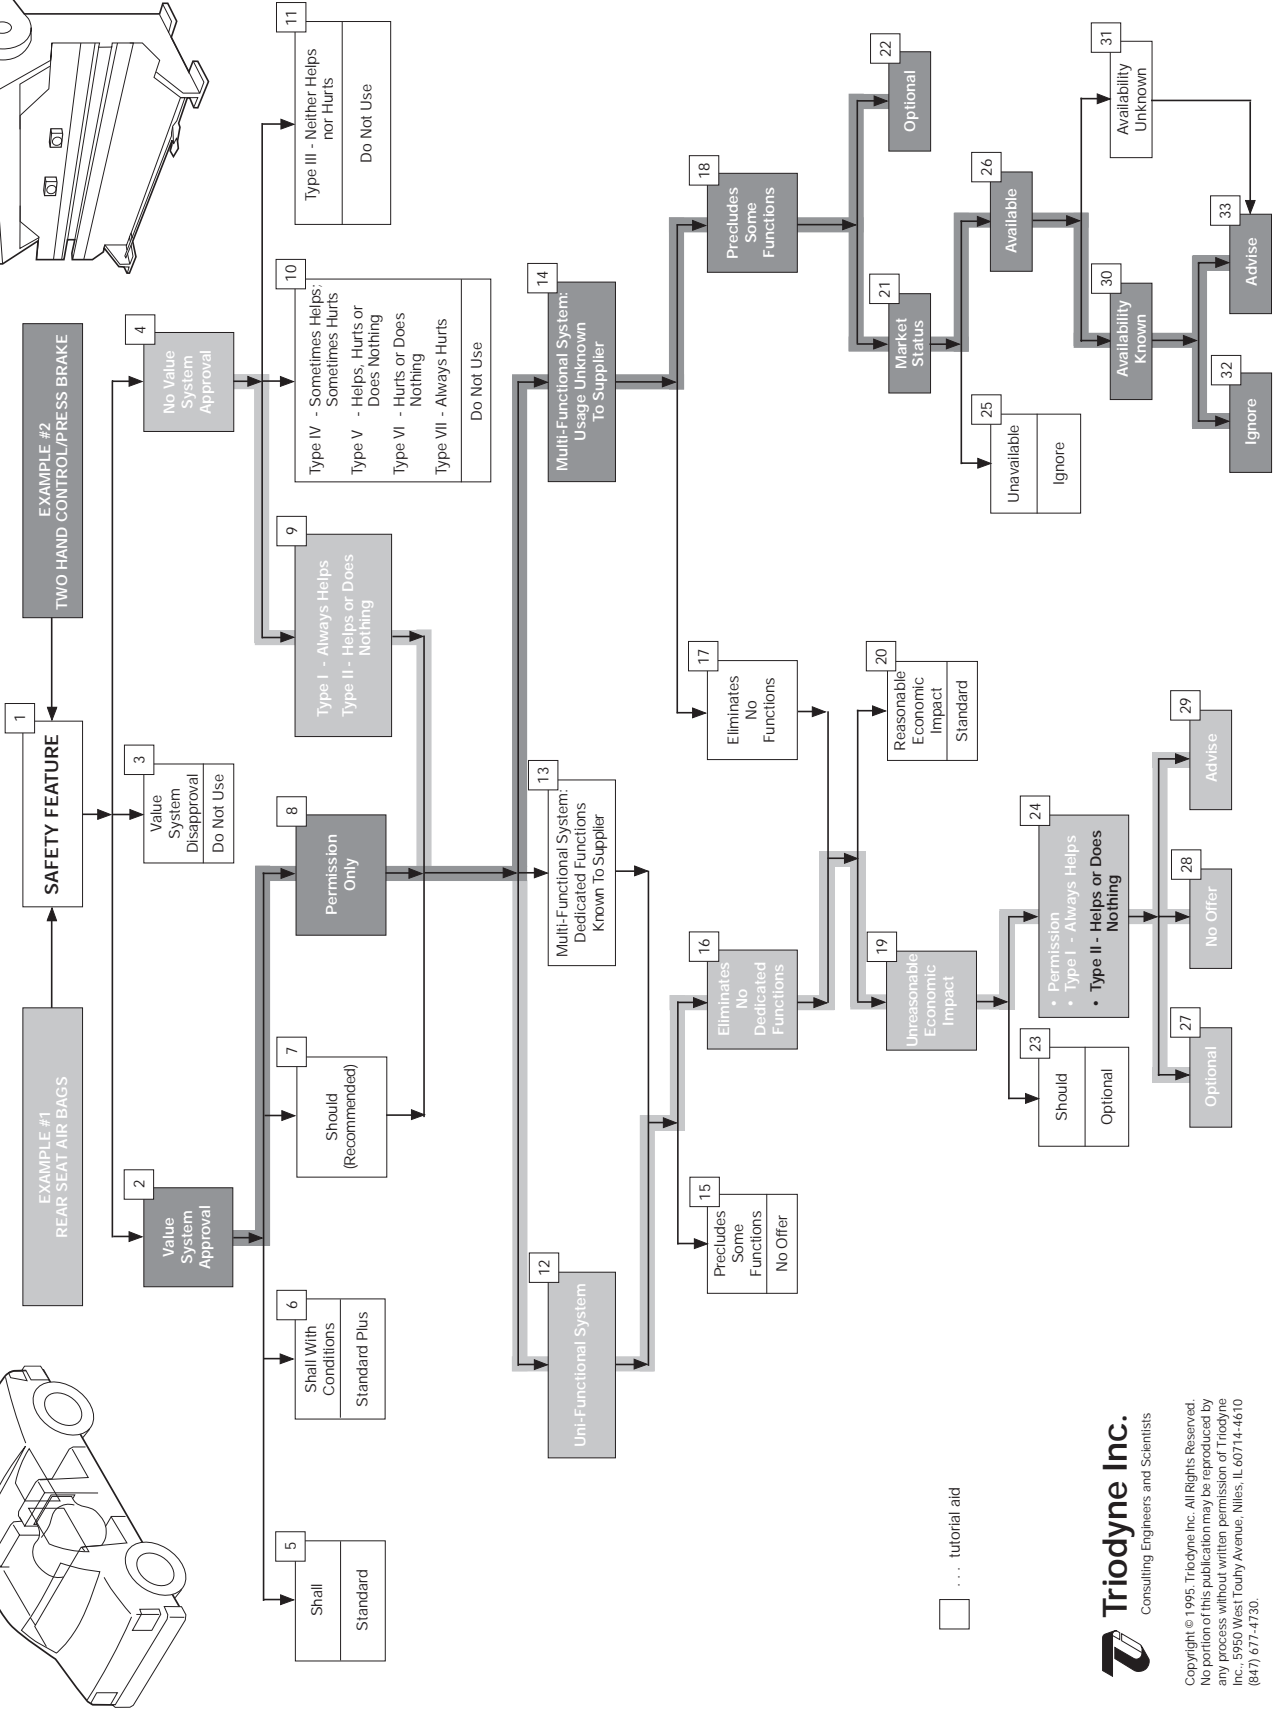 EXAMPLE #1
REAR SEAT AIR BAGS
1
SAFETY FEATURE
EXAMPLE #2
TWO HAND CONTROL/PRESS BRAKE
2
Value
System
Approval
3
Value
System
Disapproval
Do Not Use
4
No Value
System
Approval
5
Shall
Standard
6
Shall With
Conditions
Standard Plus
7
Should
(Recommended)
8
Permission
Only
9
Type I - Always Helps
Type II - Helps or Does
Nothing
10
Type IV - Sometimes Helps;
Sometimes Hurts
Type V - Helps, Hurts or
Does Nothing
Type VI - Hurts or Does
Nothing
Type VII - Always Hurts
Do Not Use
11
Type III - Neither Helps
nor Hurts
Do Not Use
12
Uni-Functional System
13
Multi-Functional System:
Dedicated Functions
Known To Supplier
14
Multi-Functional System:
Usage Unknown
To Supplier
15
Precludes
Some
Functions
No Offer
16
Eliminates
No
Dedicated
Functions
17
Eliminates
No
Functions
18
Precludes
Some
Functions
19
Unreasonable
Economic
Impact
20
Reasonable
Economic
Impact
Standard
21
Market
Status
22
Optional
23
Should
Optional
24
• Permission
• Type I - Always Helps
• Type II - Helps or Does
Nothing
25
Unavailable
Ignore
26
Available
27
Optional
28
No Offer
29
Advise
30
Availability
Known
31
Availability
Unknown
32
Ignore
33
Advise
. . . tutorial aid
Triodyne Inc.
Consulting Engineers and Scientists
Copyright © 1995. Triodyne Inc. All Rights Reserved.
No portion of this publication may be reproduced by
any process without written permission of Triodyne
Inc., 5950 West Touhy Avenue, Niles, IL 60714-4610
(847) 677-4730.